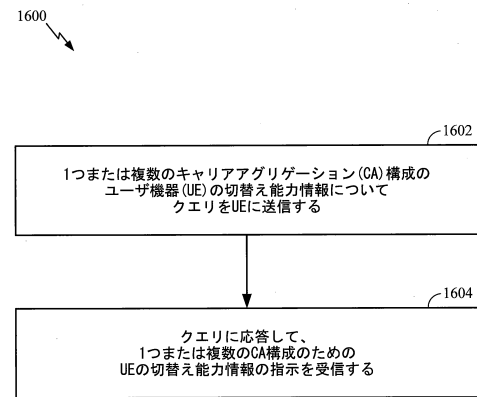 1600
1602
1つまたは複数のキャリアアグリゲーション(CA)構成の
ユーザ機器(UE)の切替え能力情報について
クエリをUEに送信する
1604
クエリに応答して、
1つまたは複数のCA構成のための
UEの切替え能力情報の指示を受信する